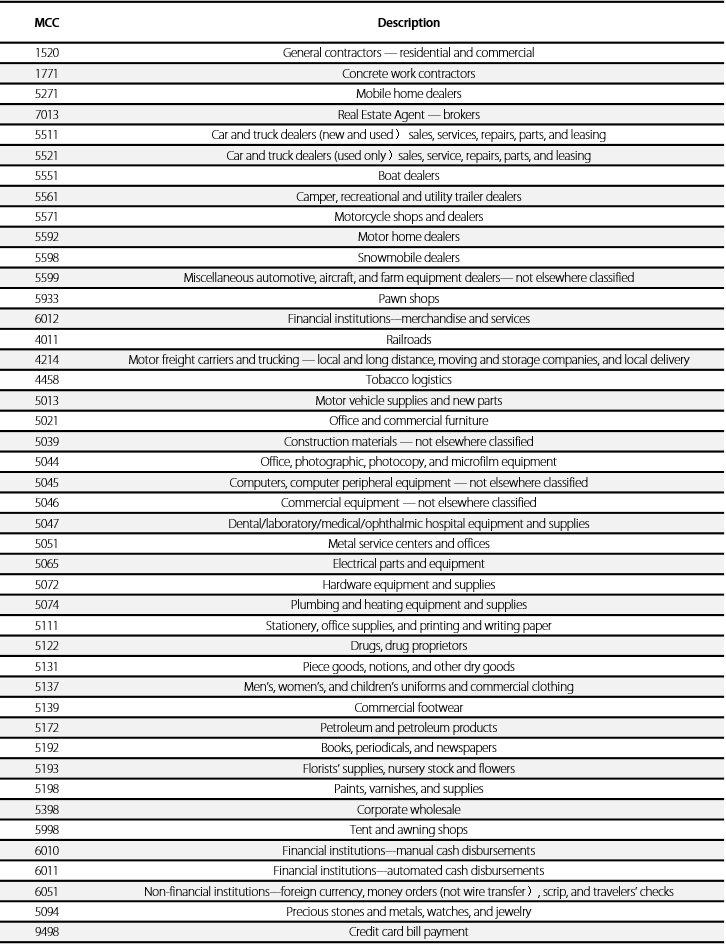 MCC Description
1520 General contractors — residential and commercial
1771 Concrete work contractors
5271 Mobile home dealers
7013 Real Estate Agent — brokers
5511 Car and truck dealers (new and used） sales, services, repairs, parts, and leasing
5521 Car and truck dealers (used only）sales, service, repairs, parts, and leasing
5551 Boat dealers
5561 Camper, recreational and utility trailer dealers
5571 Motorcycle shops and dealers
5592 Motor home dealers
5598 Snowmobile dealers
5599 Miscellaneous automotive, aircraft, and farm equipment dealers— not elsewhere classified
5933 Pawn shops
6012 Financial institutions—merchandise and services
4011 Railroads
4214 Motor freight carriers and trucking — local and long distance, moving and storage companies, and local delivery
4458 Tobacco logistics
5013 Motor vehicle supplies and new parts
5021 Office and commercial furniture
5039 Construction materials — not elsewhere classified
5044 Office, photographic, photocopy, and microfilm equipment
5045 Computers, computer peripheral equipment — not elsewhere classified
5046 Commercial equipment — not elsewhere classified
5047 Dental/laboratory/medical/ophthalmic hospital equipment and supplies
5051 Metal service centers and offices
5065 Electrical parts and equipment
5072 Hardware equipment and supplies
5074 Plumbing and heating equipment and supplies
5111 Stationery, office supplies, and printing and writing paper
5122 Drugs, drug proprietors
5131 Piece goods, notions, and other dry goods
5137 Men's, women's, and children's uniforms and commercial clothing
5139 Commercial footwear
5172 Petroleum and petroleum products
5192 Books, periodicals, and newspapers
5193 Florists' supplies, nursery stock and flowers
5198 Paints, varnishes, and supplies
5398 Corporate wholesale
5998 Tent and awning shops
6010 Financial institutions—manual cash disbursements
6011 Financial institutions—automated cash disbursements
6051 Non-financial institutions—foreign currency, money orders (not wire transfer）, scrip, and travelers' checks
5094 Precious stones and metals, watches, and jewelry
9498 Credit card bill payment